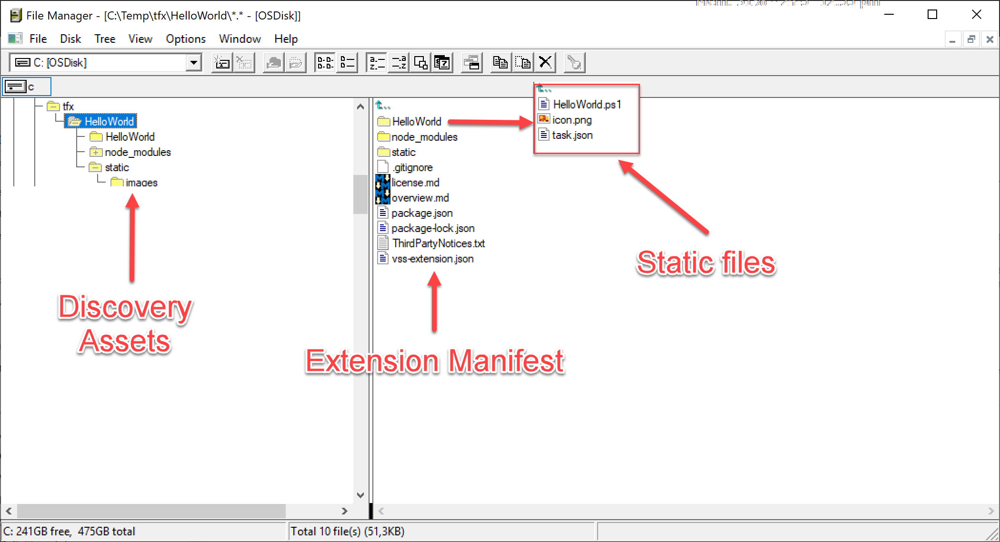 File Manager - [C:\Temp\tfx\HelloWorld\*.* - [OSDisk]]
File Disk Tree View Options Window Help
C: [OSDisk]
c
tfx
HelloWorld
HelloWorld
node_modules
static
images
HelloWorld
node_modules
static
.gitignore
license.md
overview.md
package.json
package-lock.json
ThirdPartyNotices.txt
vss-extension.json
HelloWorld.ps1
icon.png
task.json
Static files
Discovery
Assets
Extension Manifest
C: 241GB free, 475GB total
Total 10 file(s) (51,3KB)